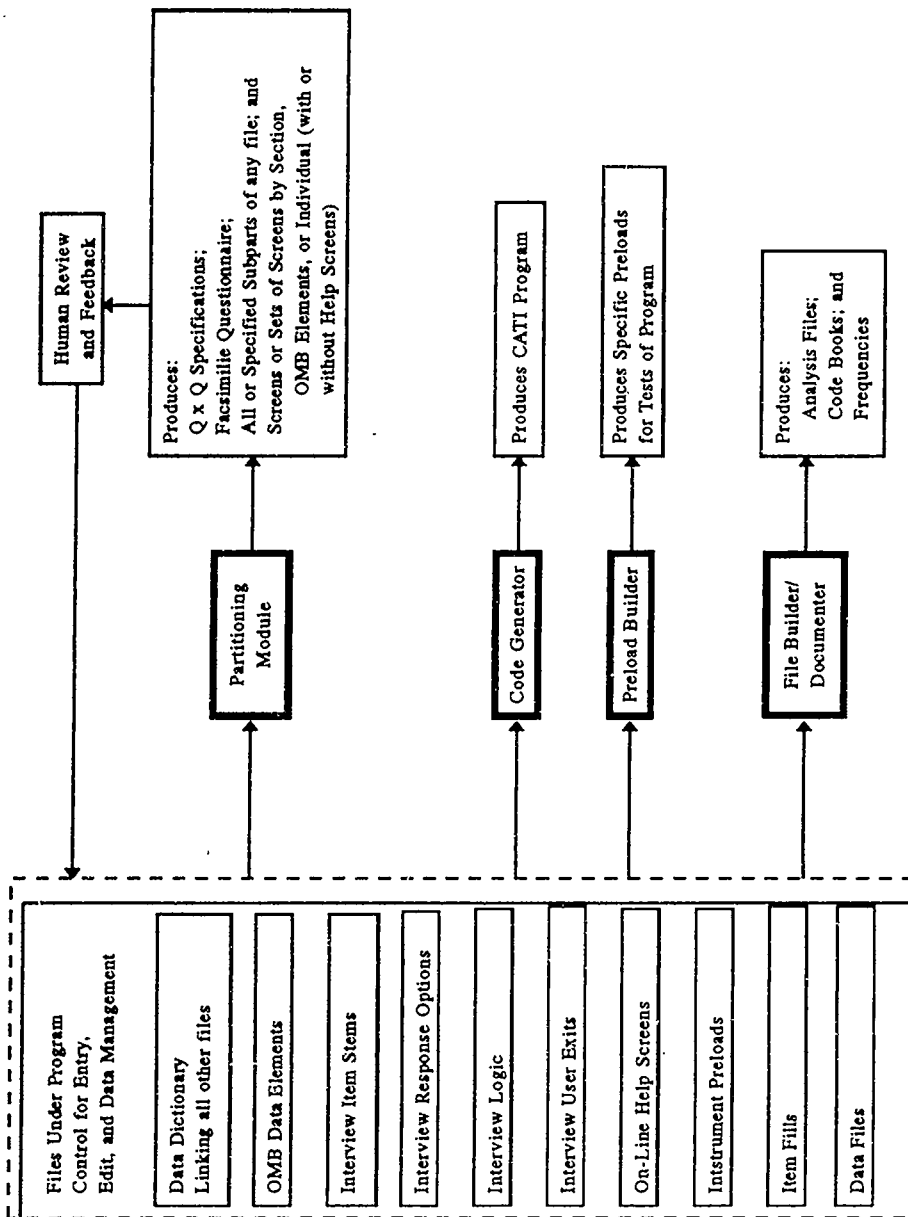 Files Under Program
Control for Entry,
Edit, and Data Management
Data Dictionary
Linking all other files
OMB Data Elements
Interview Item Stems
Interview Response Options
Interview Logic
Interview User Exits
On-Line Help Screens
Intstrument Preloads
Item Fills
Data Files
Partitioning
Module
Code Generator
Preload Builder
File Builder/
Documenter
Human Review
and Feedback
Produces:
Q x Q Specifications;
Facsimilie Questionnaire;
All or Specified Subparts of any file; and
Screens or Sets of Screens by Section,
OMB Elements, or Individual (with or
without Help Screens)
Produces CATI Program
Produces Specific Preloads
for Tests of Program
Produces:
Analysis Files;
Code Books; and
Frequencies